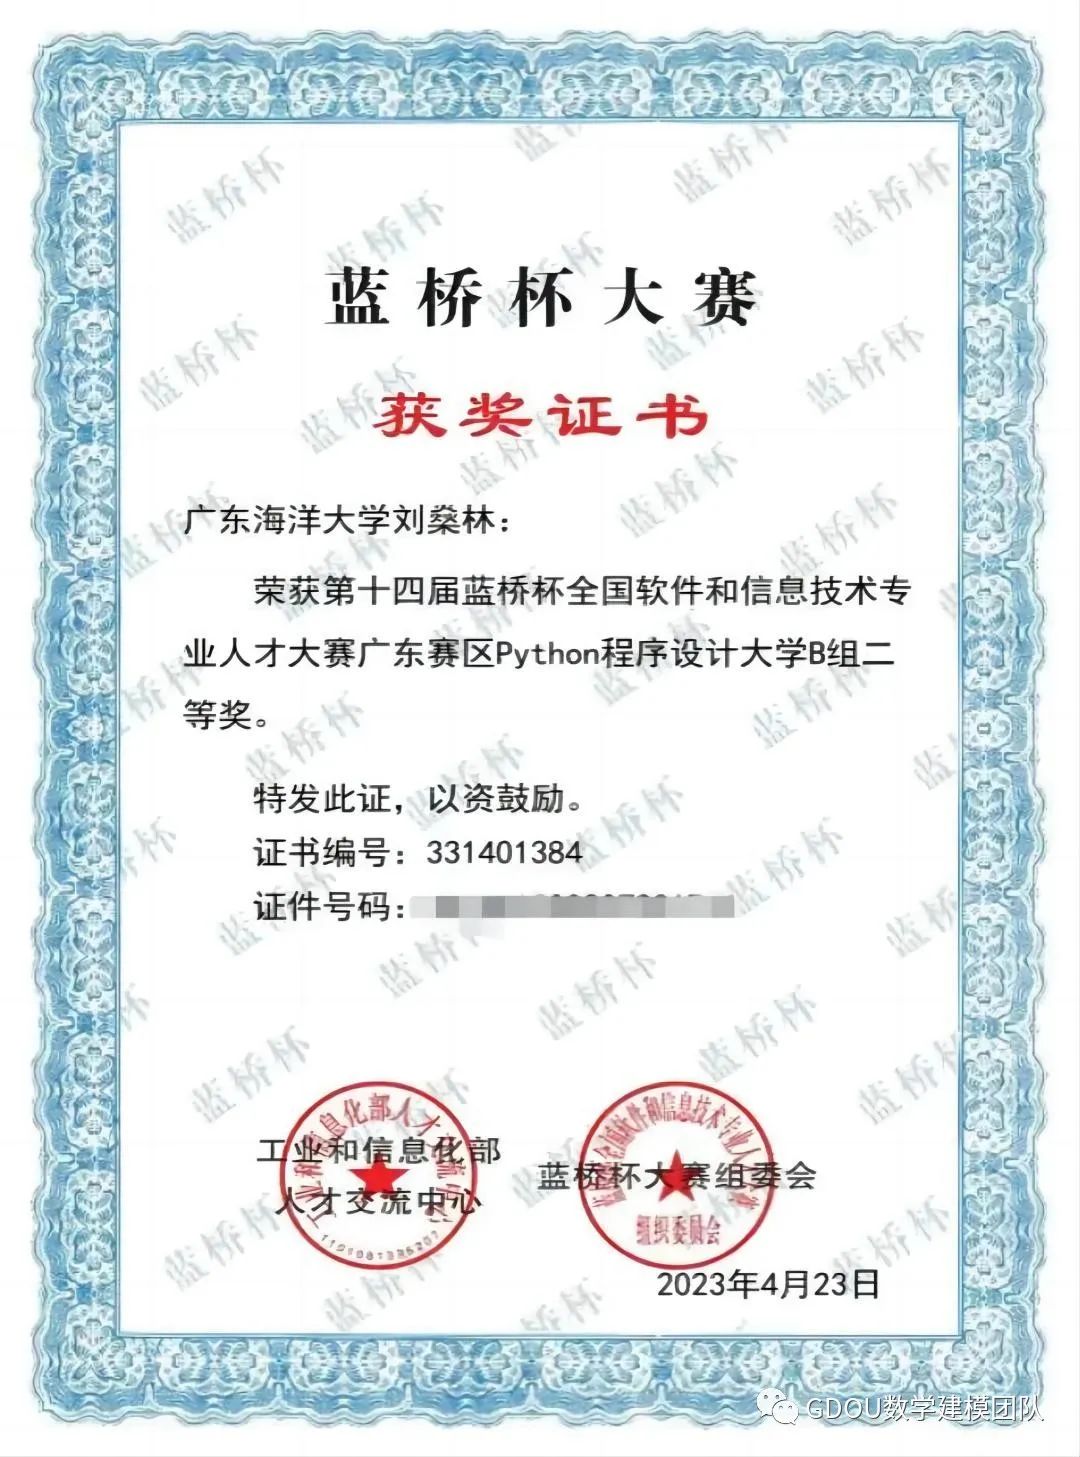 蓝桥杯大赛
获奖证书
广东海洋大学刘燊林：
荣获第十四届蓝桥杯全国软件和信息技术专
业人才大赛广东赛区Python程序设计大学B组二
等奖。
特发此证，以资鼓励。
证书编号：331401384
证件号码：
工业和信息化部
人才交流中心
蓝桥杯大赛组委会
组织委员会
2023年4月23日
GDOU数学建模团队